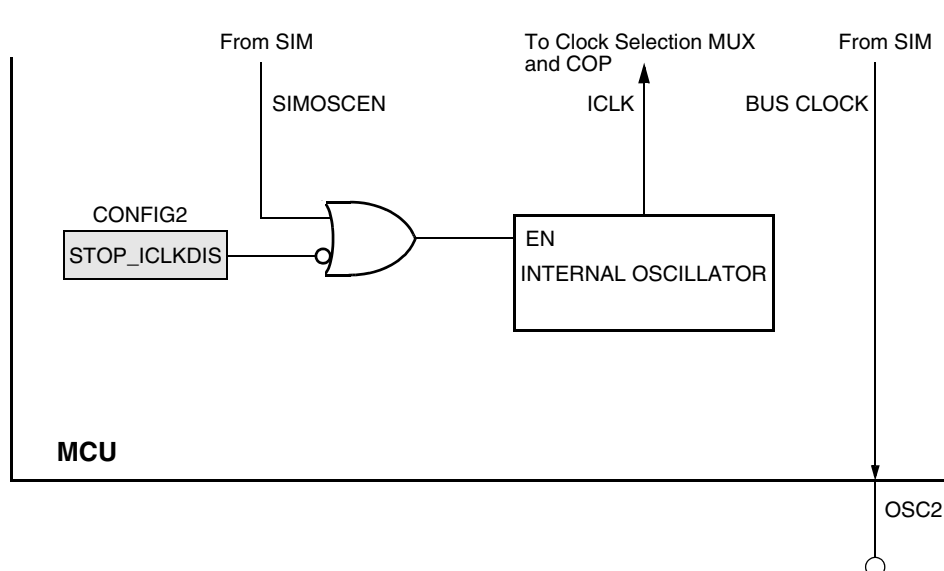 From SIM
To Clock Selection MUX
and COP
From SIM
SIMOSCEN
ICLK
BUS CLOCK
CONFIG2
STOP_ICLKDIS
EN
INTERNAL OSCILLATOR
MCU
OSC2